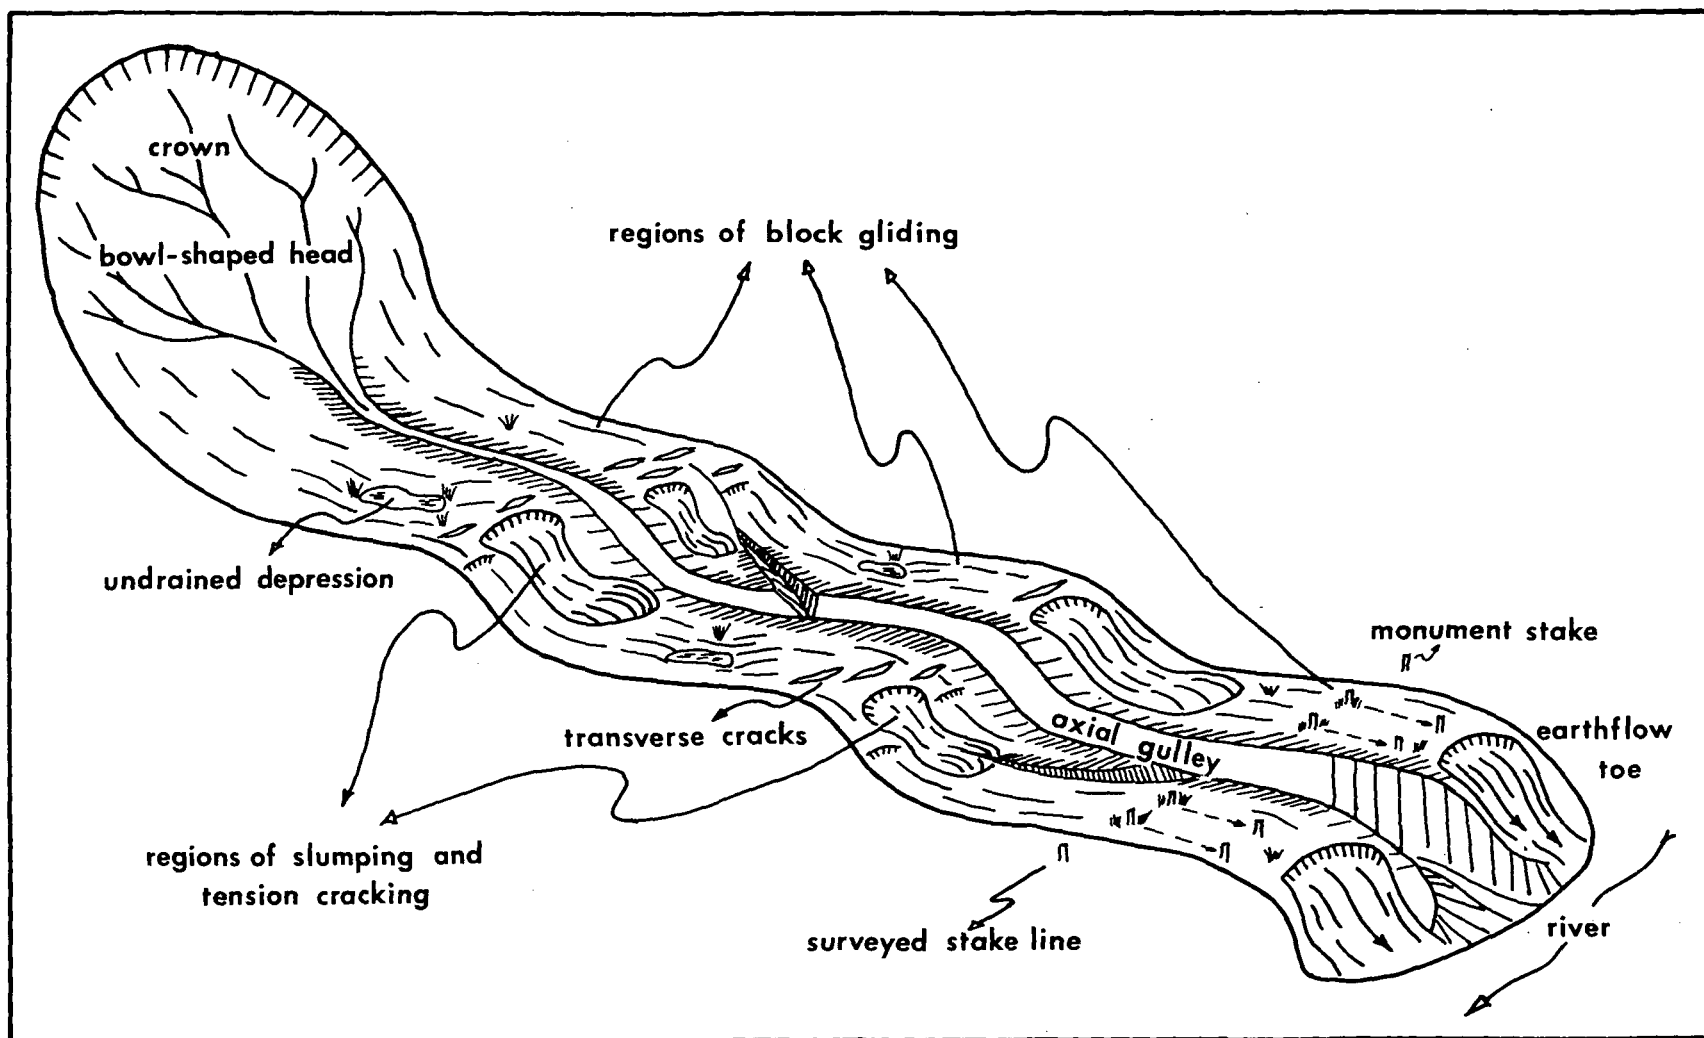 crown
bowl-shaped head
regions of block gliding
undrained depression
monument stake
axial gulley
earthflow
toe
transverse cracks
regions of slumping and
tension cracking
river
surveyed stake line